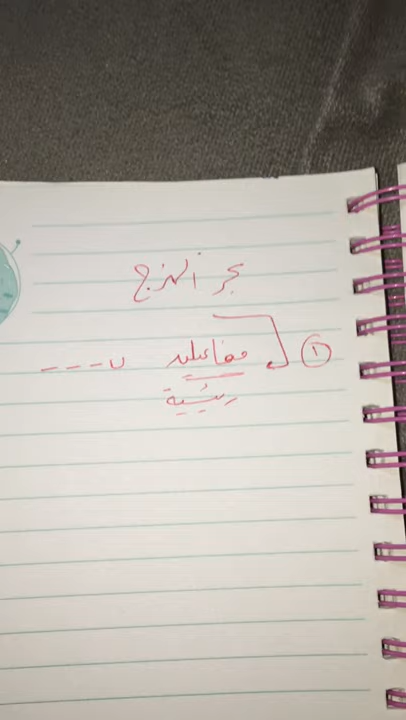 بحر الهزج
① مفاعيلن ب - - -
رئيسية